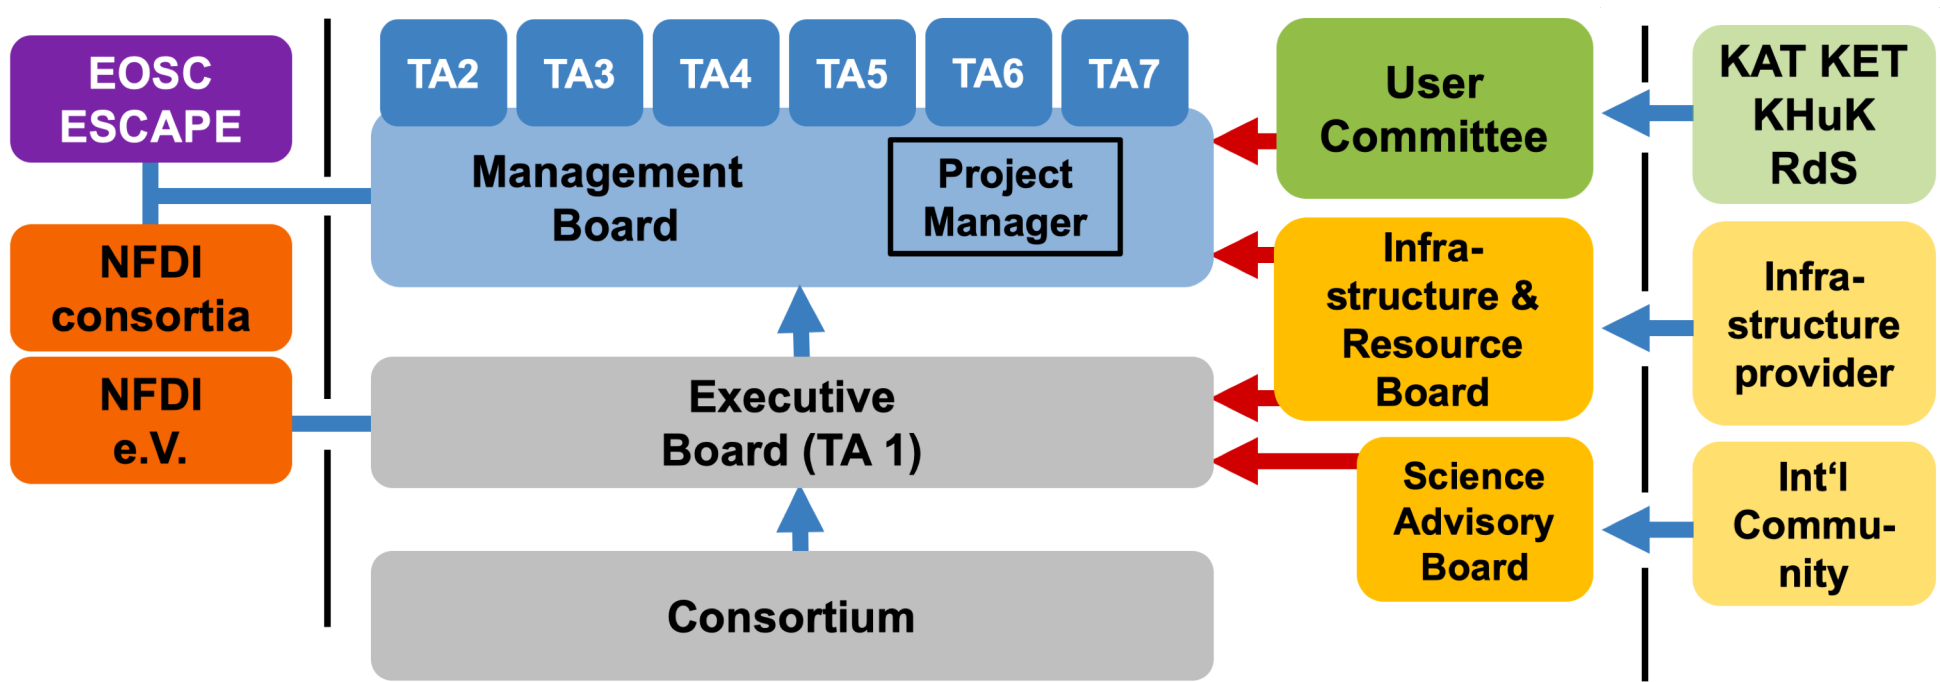 EOSC
ESCAPE
NFDI
consortia
NFDI
e.V.
TA2
TA3
TA4
TA5
TA6
TA7
Management
Board
Project
Manager
Executive
Board (TA 1)
Consortium
User
Committee
Infra-
structure &
Resource
Board
Science
Advisory
Board
KAT KET
KHuK
RdS
Infra-
structure
provider
Int‘l
Commu-
nity